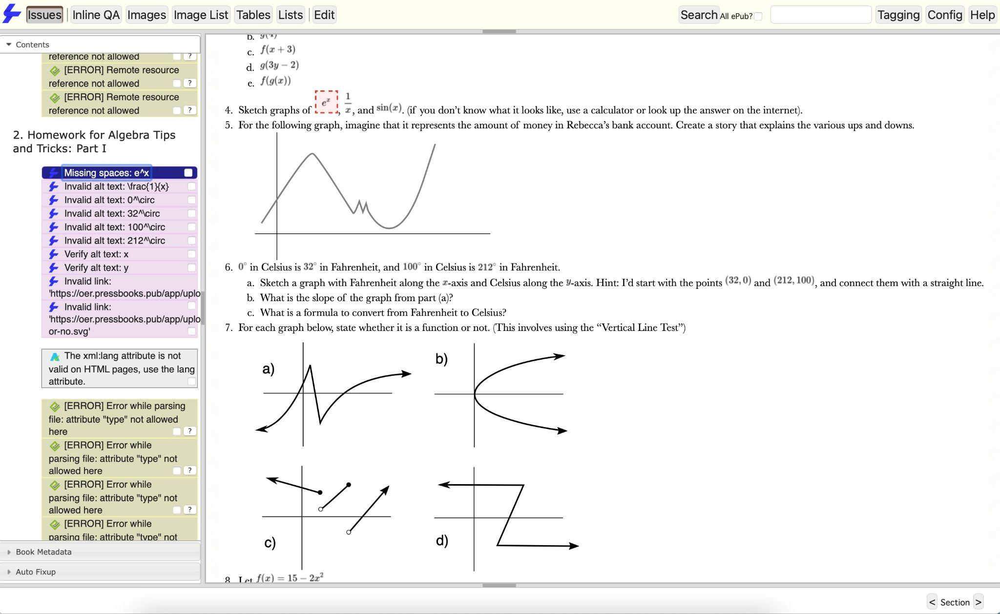 Issues Inline QA Images Image List Tables Lists Edit Search All ePub? Tagging Config Help
Contents
reference not allowed ?
[ERROR] Remote resource
reference not allowed ?
[ERROR] Remote resource
reference not allowed ?
2. Homework for Algebra Tips
and Tricks: Part I
Missing spaces: e^x
Invalid alt text: \frac{1}{x}
Invalid alt text: 0^\circ
Invalid alt text: 32^\circ
Invalid alt text: 100^\circ
Invalid alt text: 212^\circ
Verify alt text: x
Verify alt text: y
Invalid link:
'https://oer.pressbooks.pub/app/uplo
Invalid link:
'https://oer.pressbooks.pub/app/uplo
or-no.svg'
The xml:lang attribute is not
valid on HTML pages, use the lang
attribute.
[ERROR] Error while parsing
file: attribute "type" not allowed
here ?
[ERROR] Error while
parsing file: attribute "type" not
allowed here ?
[ERROR] Error while
parsing file: attribute "type" not
allowed here ?
[ERROR] Error while
parsing file: attribute "type" not
Book Metadata
Auto Fixup
b.
c. f(x + 3)
d. g(3y − 2)
e. f(g(x))
4. Sketch graphs of e^x, 1/x, and sin(x). (if you don’t know what it looks like, use a calculator or look up the answer on the internet).
5. For the following graph, imagine that it represents the amount of money in Rebecca’s bank account. Create a story that explains the various ups and downs.
6. 0° in Celsius is 32° in Fahrenheit, and 100° in Celsius is 212° in Fahrenheit.
a. Sketch a graph with Fahrenheit along the x-axis and Celsius along the y-axis. Hint: I’d start with the points (32, 0) and (212, 100), and connect them with a straight line.
b. What is the slope of the graph from part (a)?
c. What is a formula to convert from Fahrenheit to Celsius?
7. For each graph below, state whether it is a function or not. (This involves using the “Vertical Line Test”)
a)
b)
c)
d)
8. Let f(x) = 15 − 2x²
< Section >